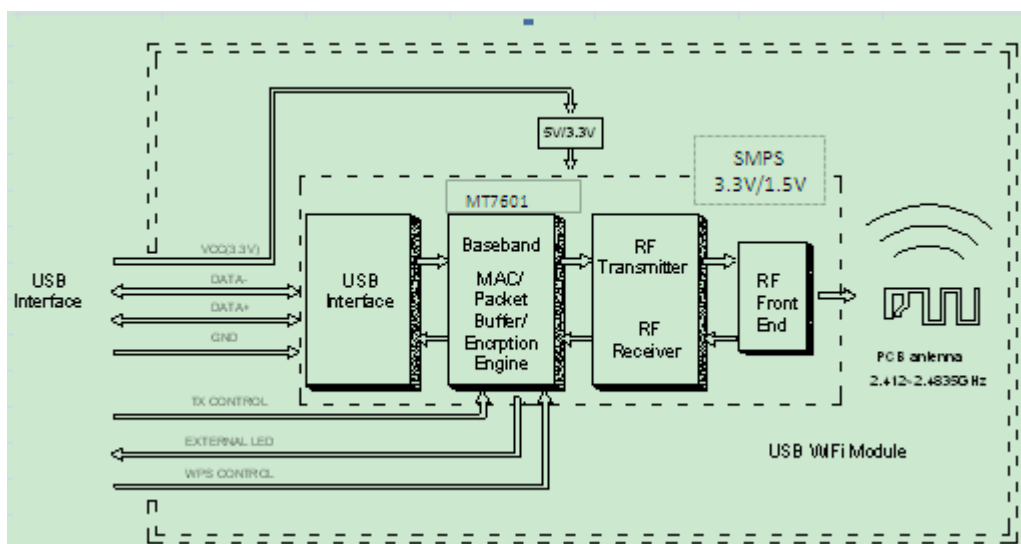 5V/3.3V
SMPS
3.3V/1.5V
MT7601
USB
Interface
VCC(3.3V)
DATA-
DATA+
GND
TX CONTROL
EXTERNAL LED
WPS CONTROL
USB
Interface
Baseband
MAC/
Packet
Buffer/
Encrption
Engine
RF
Transmitter
RF
Receiver
RF
Front
End
PCB antenna
2.412~2.4835GHz
USB WiFi Module